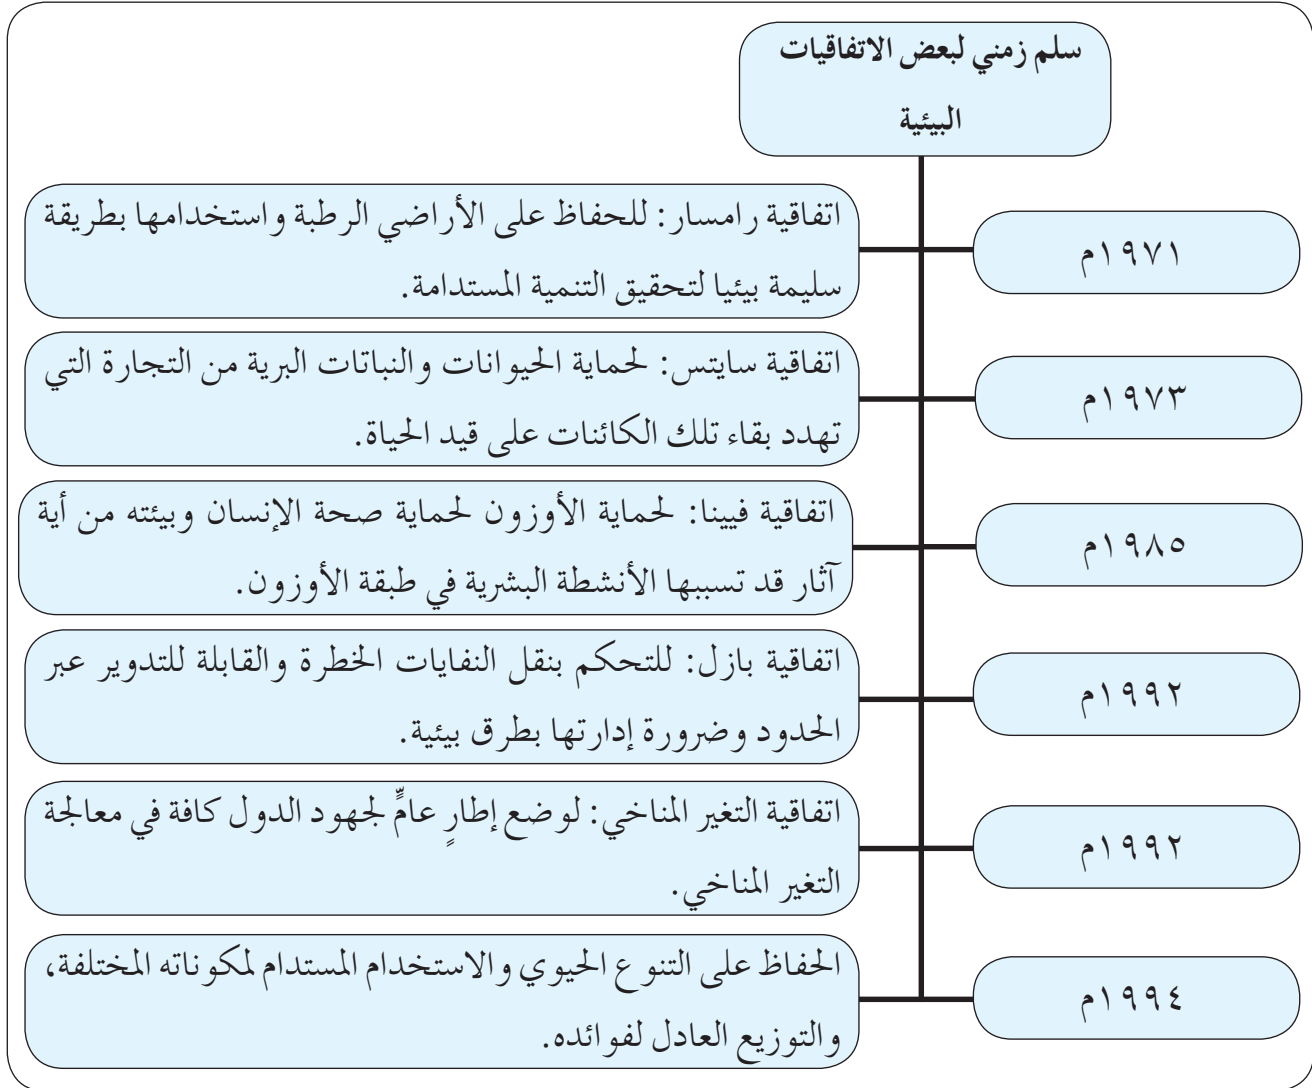 سلم زمني لبعض الاتفاقيات
البيئية
١٩٧١م
اتفاقية رامسار: للحفاظ على الأراضي الرطبة واستخدامها بطريقة
سليمة بيئيا لتحقيق التنمية المستدامة.
١٩٧٣م
اتفاقية سايتس: لحماية الحيوانات والنباتات البرية من التجارة التي
تهدد بقاء تلك الكائنات على قيد الحياة.
١٩٨٥م
اتفاقية فيينا: لحماية الأوزون لحماية صحة الإنسان وبيئته من أية
آثار قد تسببها الأنشطة البشرية في طبقة الأوزون.
١٩٩٢م
اتفاقية بازل: للتحكم بنقل النفايات الخطرة والقابلة للتدوير عبر
الحدود وضرورة إدارتها بطرق بيئية.
١٩٩٢م
اتفاقية التغير المناخي: لوضع إطارٍ عامٍّ لجهود الدول كافة في معالجة
التغير المناخي.
١٩٩٤م
الحفاظ على التنوع الحيوي والاستخدام المستدام لمكوناته المختلفة،
والتوزيع العادل لفوائده.